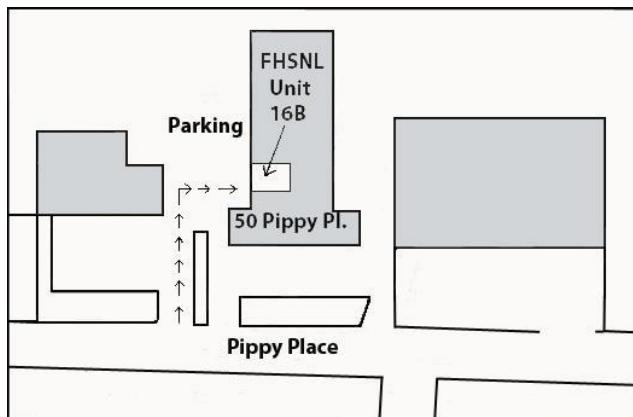 FHSNL
Unit
16B
Parking
50 Pippy Pl.
Pippy Place